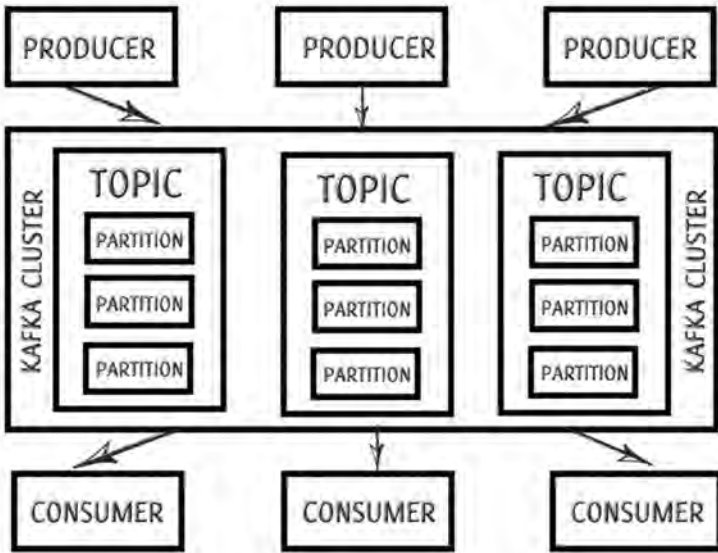 PRODUCER
PRODUCER
PRODUCER
KAFKA CLUSTER
TOPIC
PARTITION
PARTITION
PARTITION
TOPIC
PARTITION
PARTITION
PARTITION
TOPIC
PARTITION
PARTITION
PARTITION
KAFKA CLUSTER
CONSUMER
CONSUMER
CONSUMER